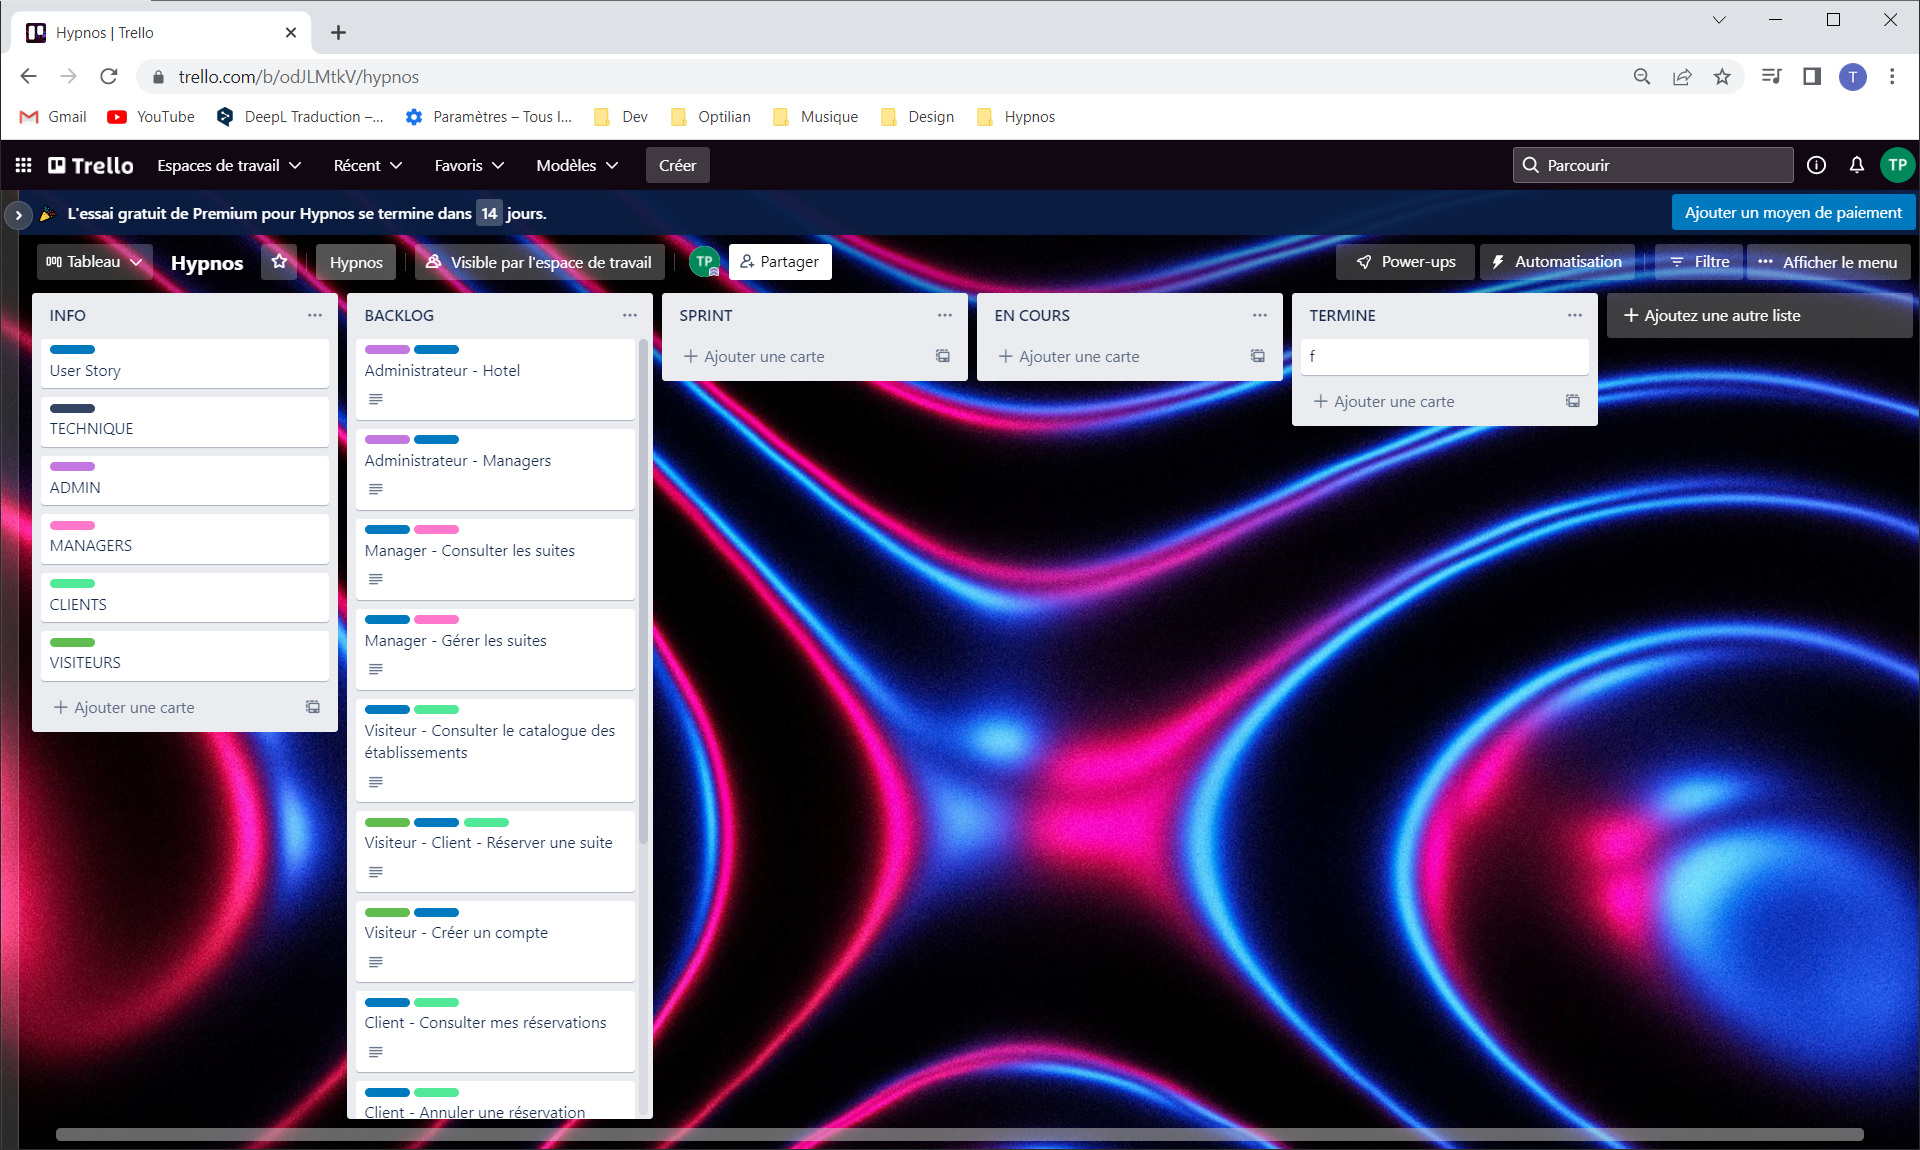 Hypnos | Trello
trello.com/b/odJLMtkV/hypnos
T
Gmail
YouTube
DeepL Traduction –...
Paramètres – Tous l...
Dev
Optilian
Musique
Design
Hypnos
Trello
Espaces de travail
Récent
Favoris
Modèles
Créer
Parcourir
TP
L'essai gratuit de Premium pour Hypnos se termine dans 14 jours.
Ajouter un moyen de paiement
Tableau
Hypnos
Hypnos
Visible par l'espace de travail
TP
Partager
Power-ups
Automatisation
Filtre
Afficher le menu
INFO
User Story
TECHNIQUE
ADMIN
MANAGERS
CLIENTS
VISITEURS
Ajouter une carte
BACKLOG
Administrateur - Hotel
Administrateur - Managers
Manager - Consulter les suites
Manager - Gérer les suites
Visiteur - Consulter le catalogue des
établissements
Visiteur - Client - Réserver une suite
Visiteur - Créer un compte
Client - Consulter mes réservations
Client - Annuler une réservation
SPRINT
Ajouter une carte
EN COURS
Ajouter une carte
TERMINE
f
Ajouter une carte
Ajoutez une autre liste